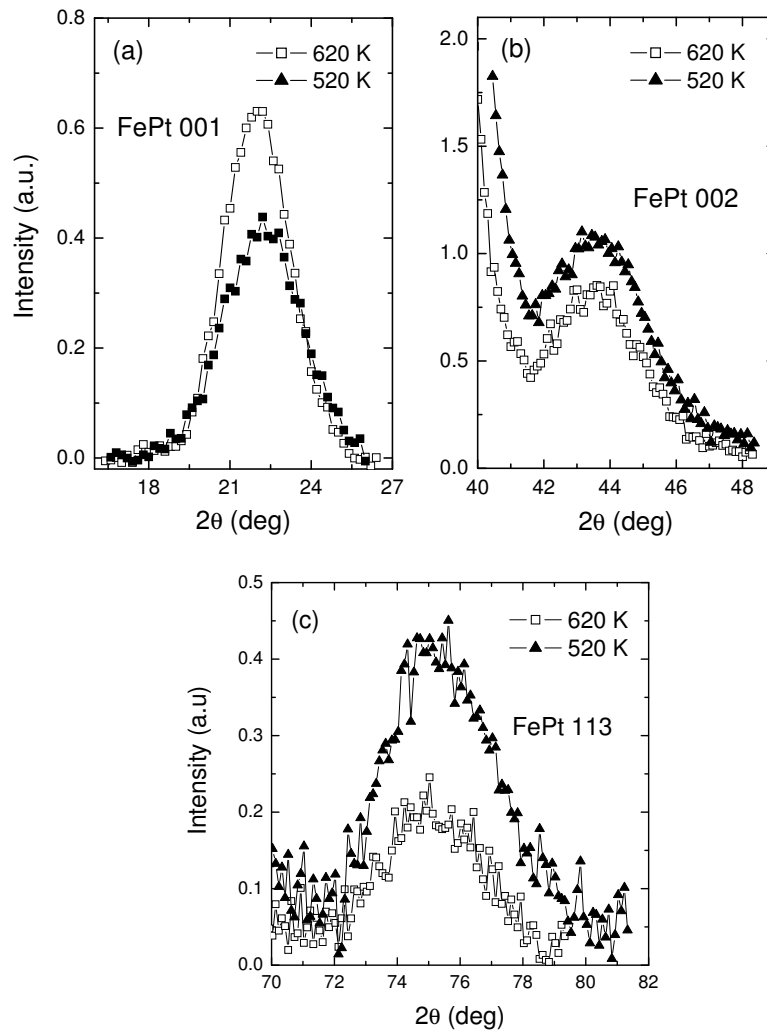 (a)
620 K
520 K
FePt 001
0.8
0.6
0.4
0.2
0.0
Intensity (a.u.)
18 21 24 27
2θ (deg)
(b)
620 K
520 K
FePt 002
2.0
1.5
1.0
0.5
0.0
40 42 44 46 48
2θ (deg)
(c)
620 K
520 K
FePt 113
0.5
0.4
0.3
0.2
0.1
0.0
Intensity (a.u)
70 72 74 76 78 80 82
2θ (deg)